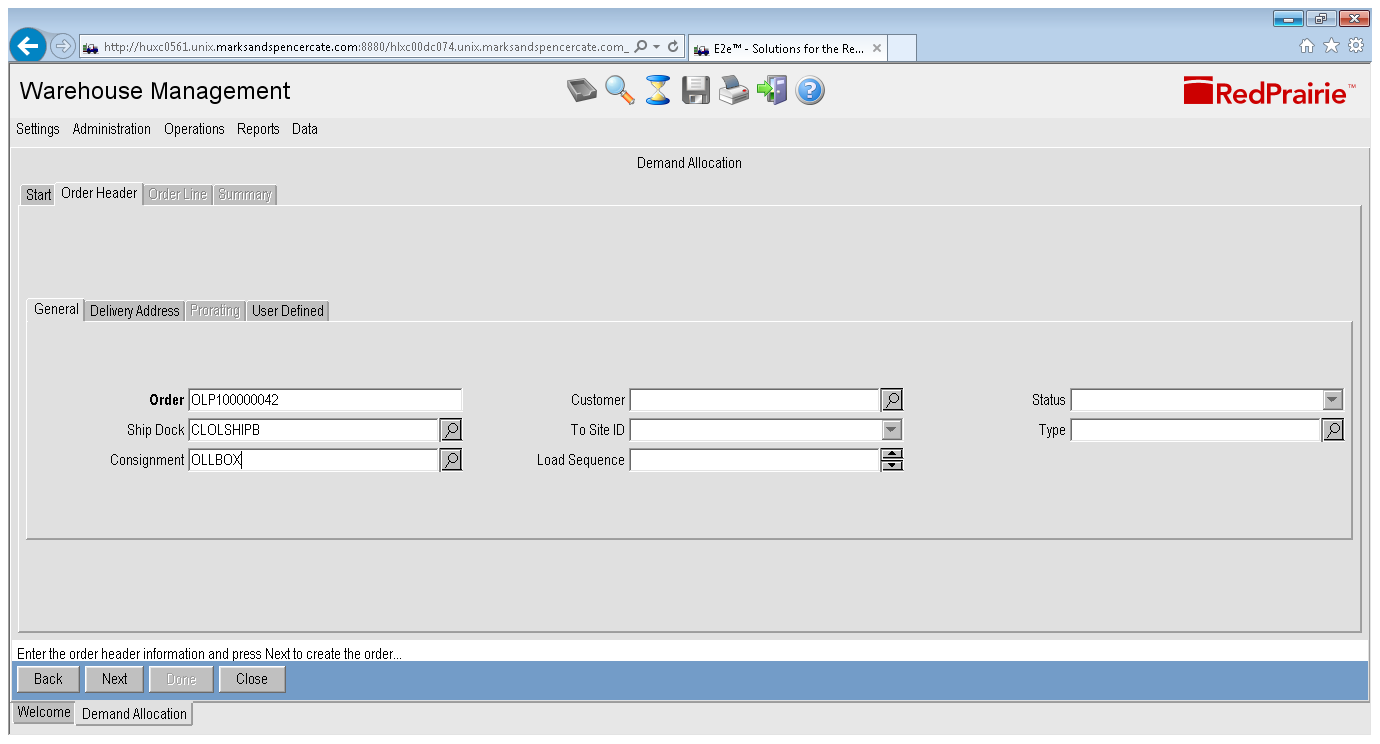 http://huxc0561.unix.marksandspencercate.com:8880/hlxc00dc074.unix.marksandspencercate.com_
E2e™ - Solutions for the Re...
Warehouse Management
RedPrairie™
Settings Administration Operations Reports Data
Demand Allocation
Start Order Header Order Line Summary
General Delivery Address Prorating User Defined
Order OLP100000042 Customer Status
Ship Dock CLOLSHIPB To Site ID Type
Consignment OLLBOX Load Sequence
Enter the order header information and press Next to create the order...
Back Next Done Close
Welcome Demand Allocation